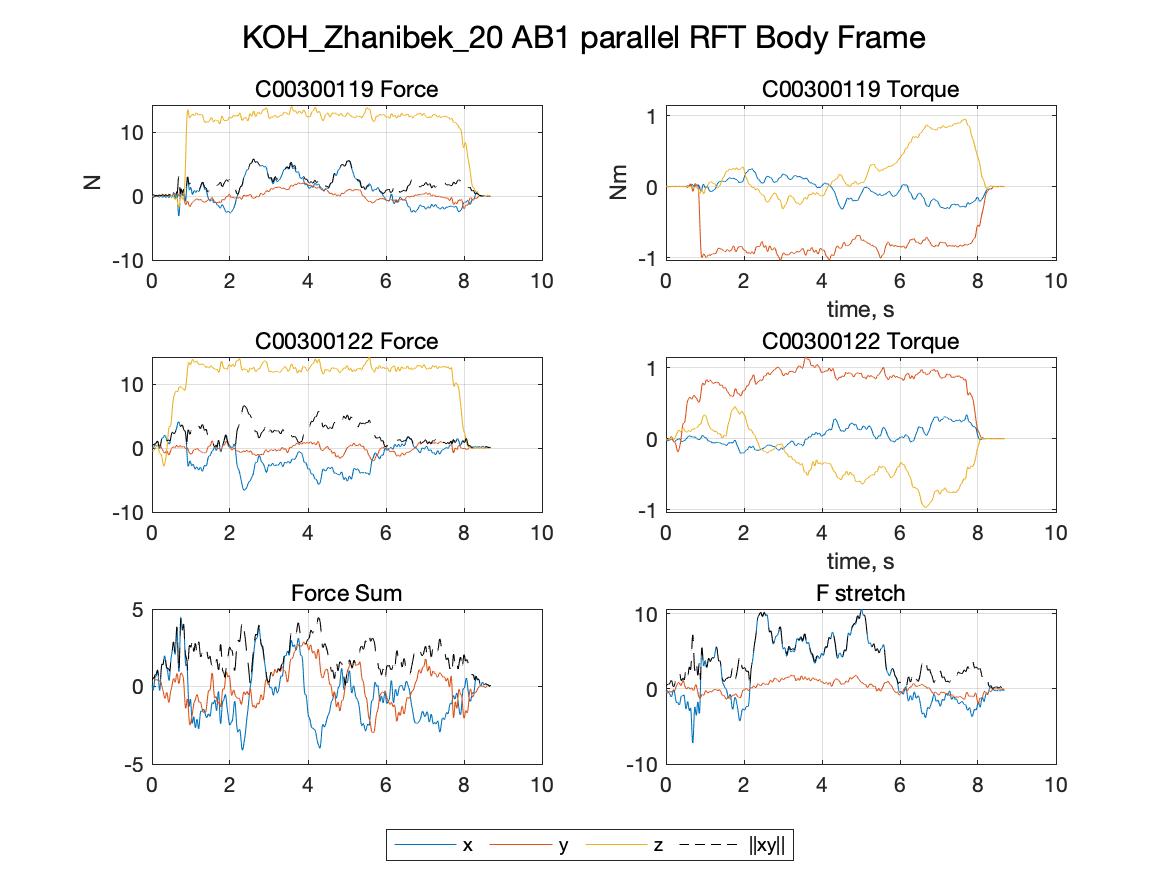 KOH_Zhanibek_20 AB1 parallel RFT Body Frame
C00300119 Force
N
10
0
-10
0 2 4 6 8 10
C00300119 Torque
Nm
1
0
-1
0 2 4 6 8 10
time, s
C00300122 Force
10
0
-10
0 2 4 6 8 10
C00300122 Torque
1
0
-1
0 2 4 6 8 10
time, s
Force Sum
5
0
-5
0 2 4 6 8 10
F stretch
10
0
-10
0 2 4 6 8 10
x y z ||xy||